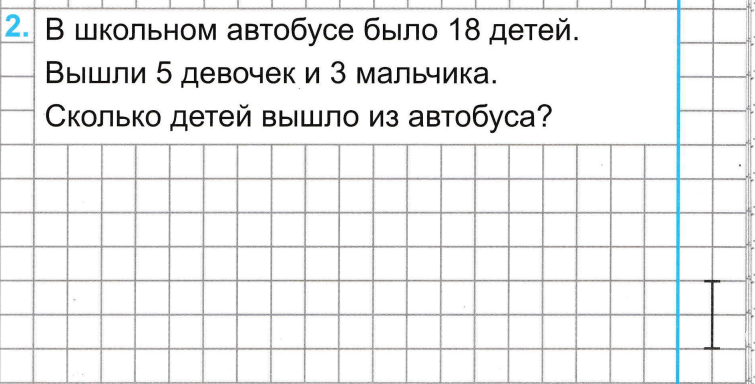 2. В школьном автобусе было 18 детей.
Вышли 5 девочек и 3 мальчика.
Сколько детей вышло из автобуса?